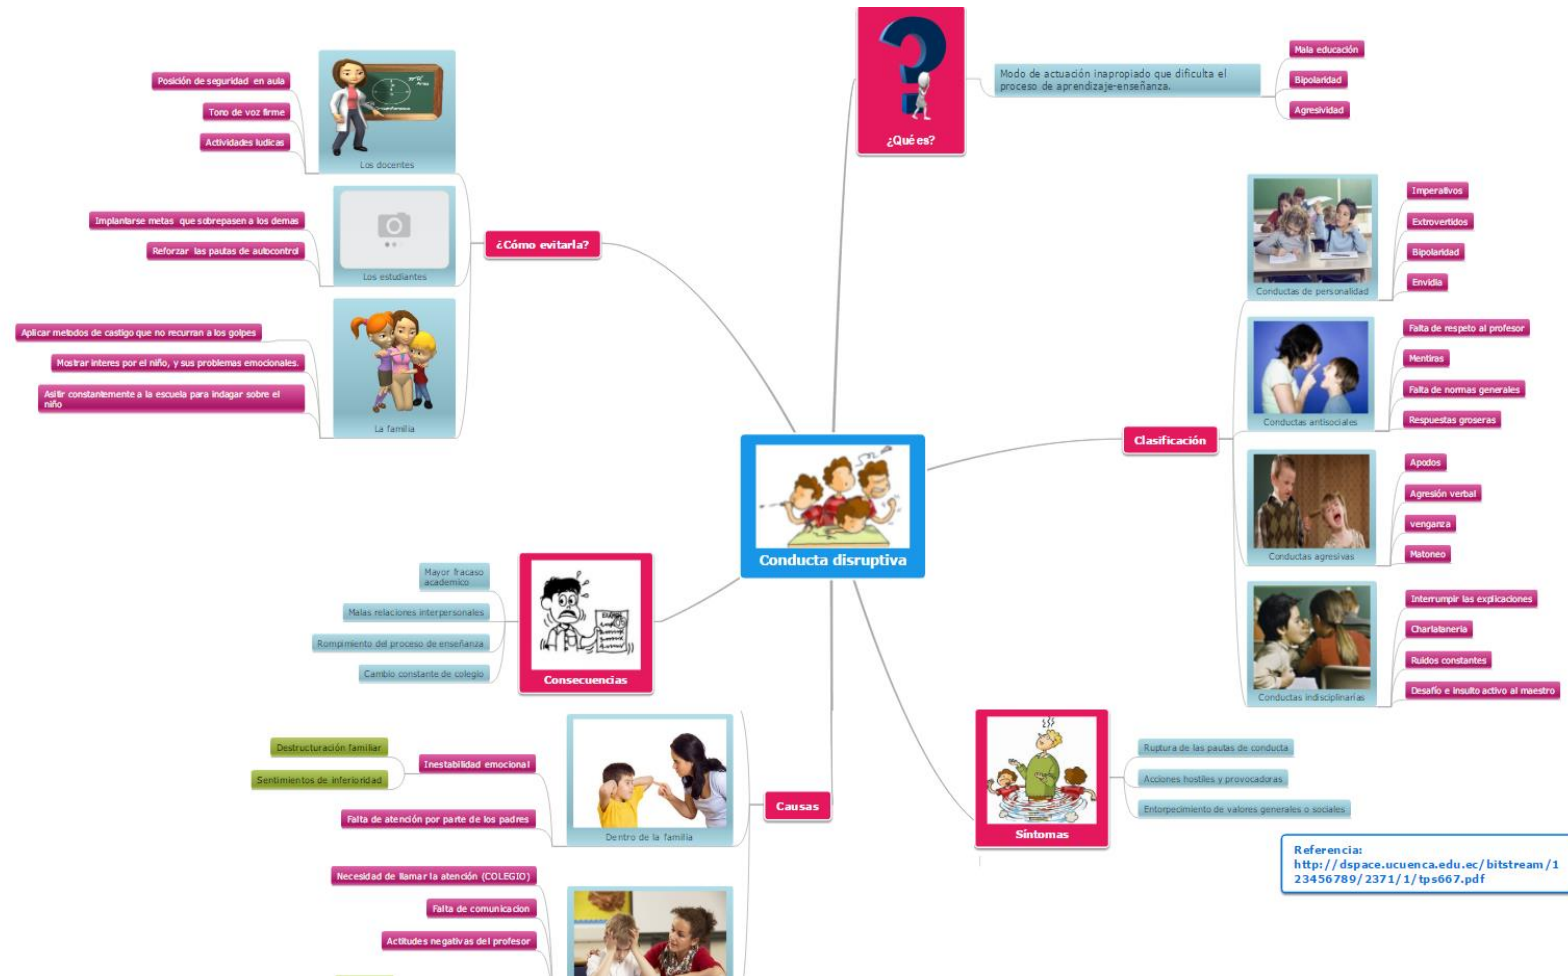 ¿Qué es?
Modo de actuación inapropiado que dificulta el
proceso de aprendizaje-enseñanza.
Mala educación
Bipolaridad
Agresividad
Clasificación
Conductas de personalidad
Imperativos
Extrovertidos
Bipolaridad
Envidia
Conductas antisociales
Falta de respeto al profesor
Mentiras
Falta de normas generales
Respuestas groseras
Conductas agresivas
Apodos
Agresión verbal
venganza
Matoneo
Conductas indisciplinarias
Interrumpir las explicaciones
Charlataneria
Ruidos constantes
Desafío e insulto activo al maestro
Conducta disruptiva
Síntomas
Ruptura de las pautas de conducta
Acciones hostiles y provocadoras
Entorpecimiento de valores generales o sociales
Referencia:
http://dspace.ucuenca.edu.ec/bitstream/1
23456789/2371/1/tps667.pdf
¿Cómo evitarla?
Los docentes
Posición de seguridad en aula
Tono de voz firme
Actividades ludicas
Los estudiantes
Implantarse metas que sobrepasen a los demas
Reforzar las pautas de autocontrol
La familia
Aplicar metodos de castigo que no recurran a los golpes
Mostrar interes por el niño, y sus problemas emocionales.
Asitir constantemente a la escuela para indagar sobre el
niño
Consecuencias
Mayor fracaso
academico
Malas relaciones interpersonales
Rompimiento del proceso de enseñanza
Cambio constante de colegio
Causas
Dentro de la familia
Inestabilidad emocional
Destructuración familiar
Sentimientos de inferioridad
Falta de atención por parte de los padres
Necesidad de llamar la atención (COLEGIO)
Falta de comunicacion
Actitudes negativas del profesor